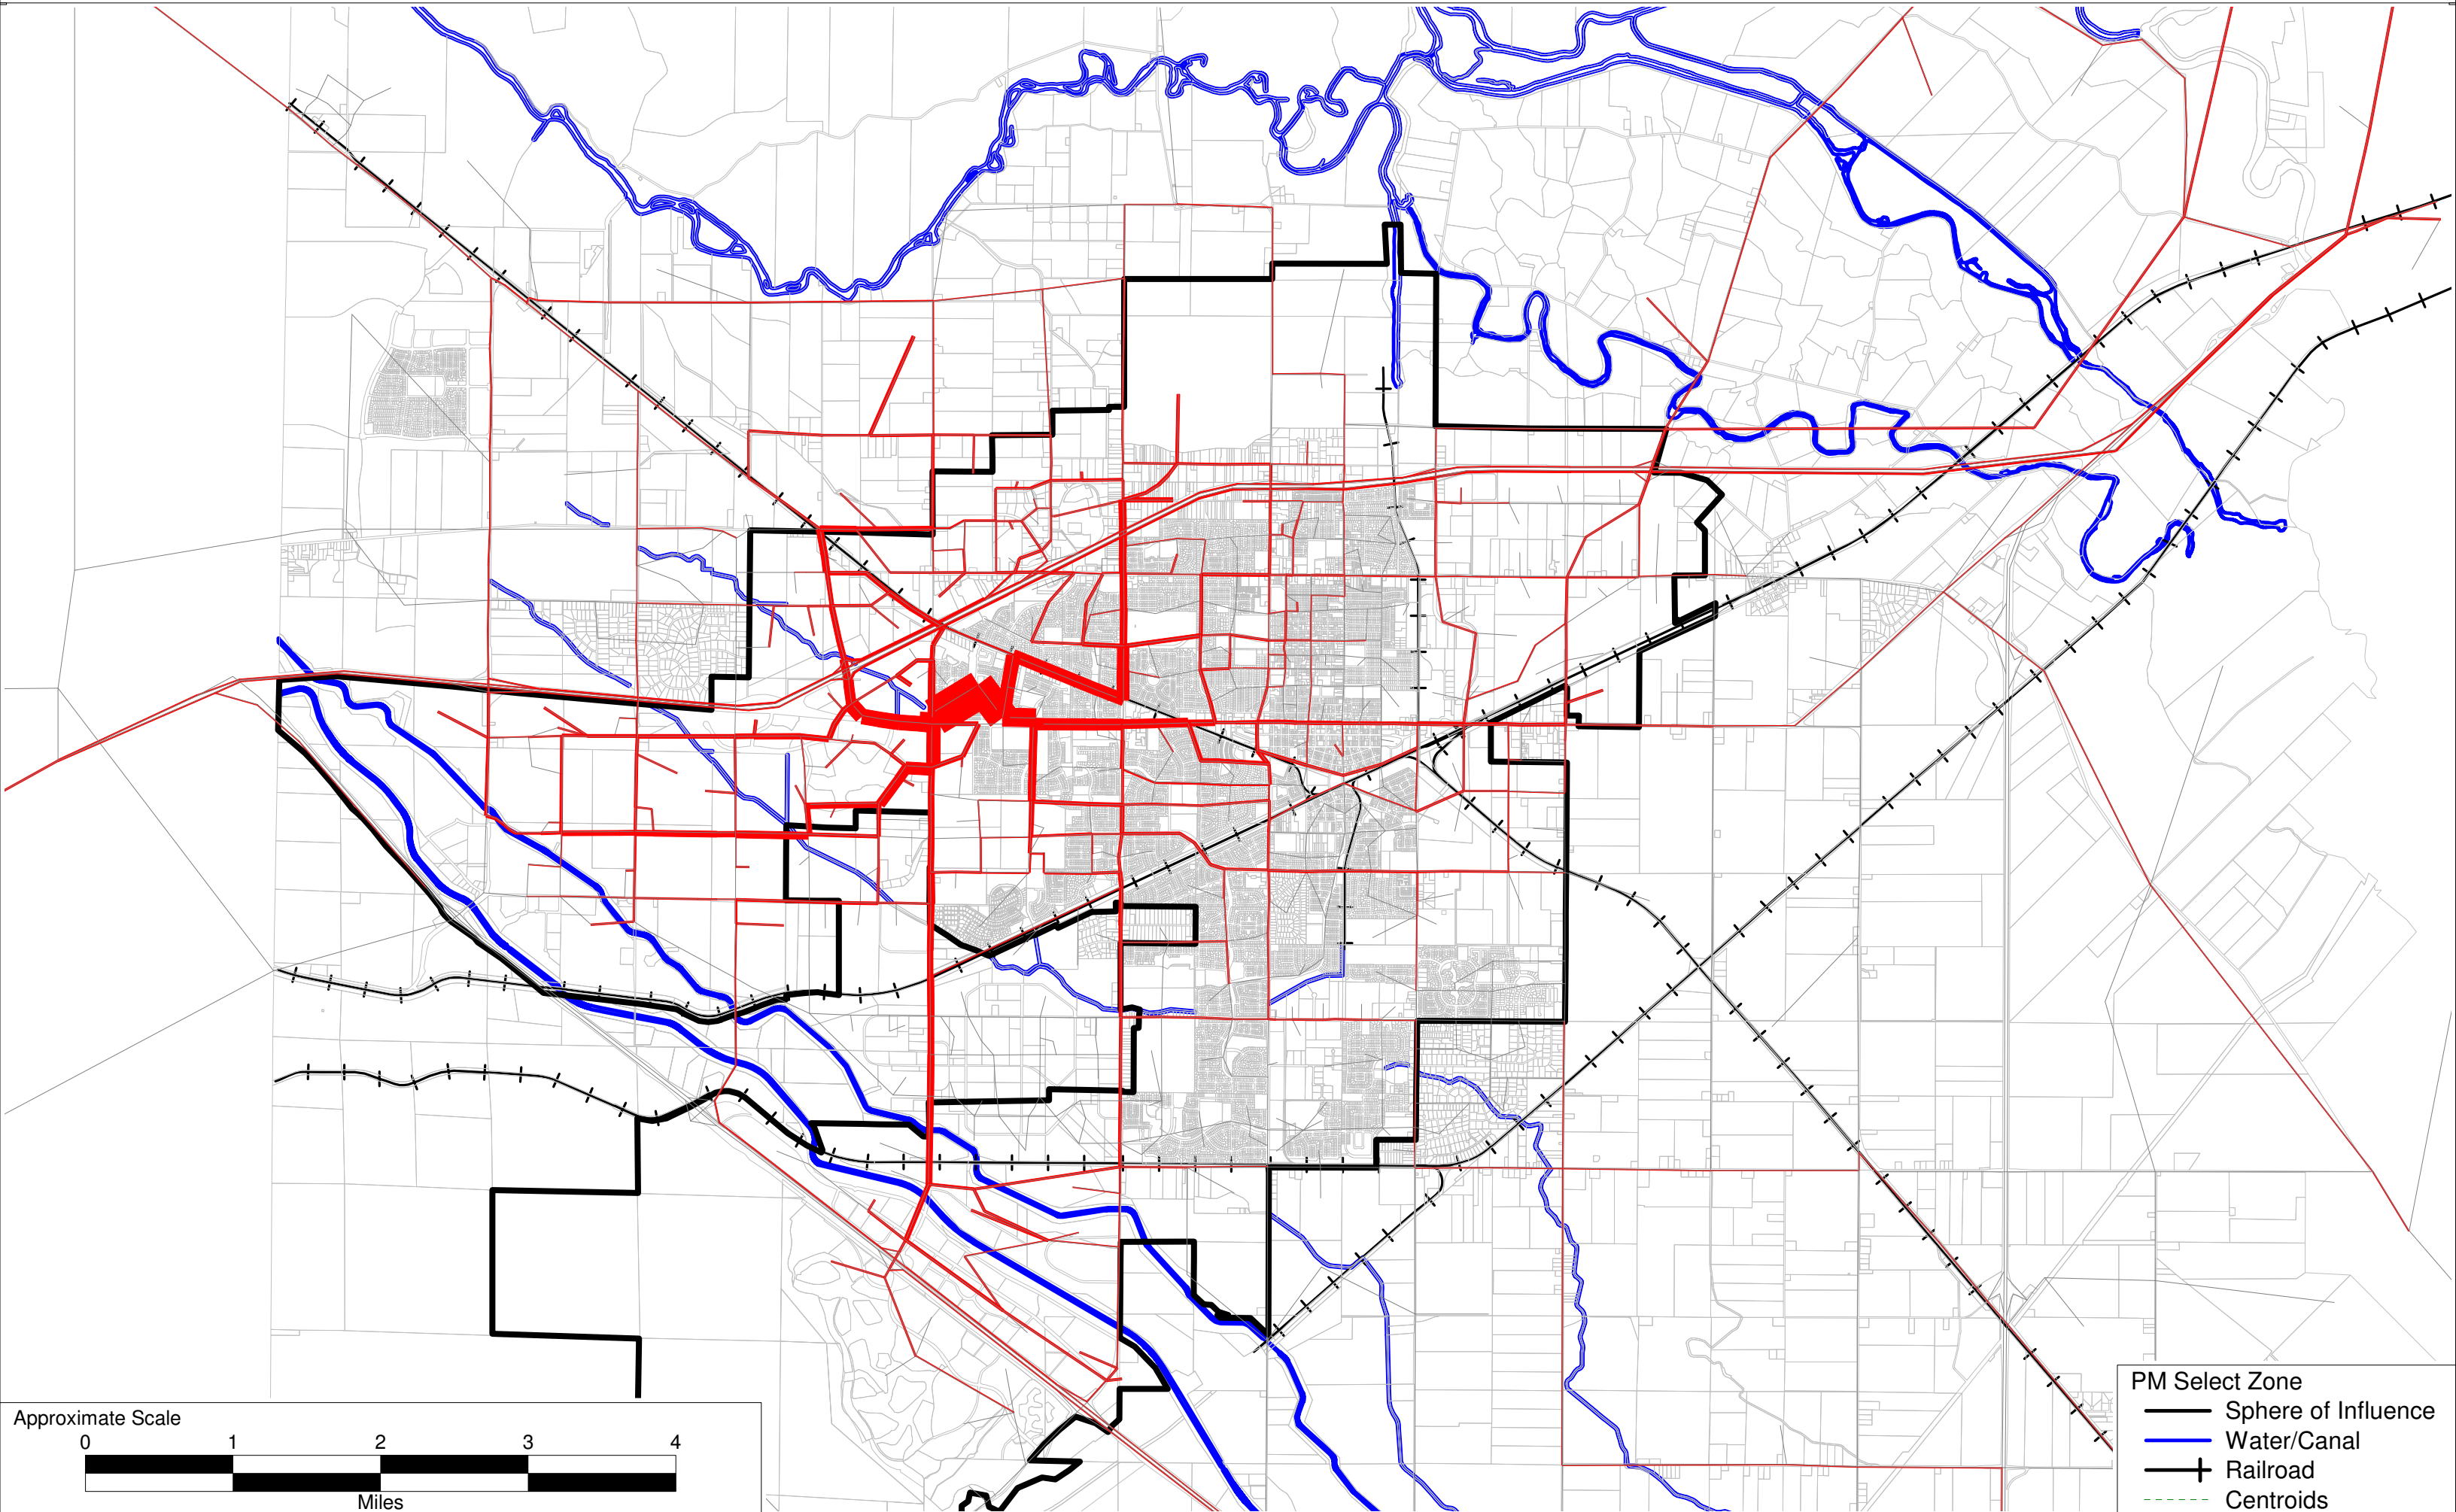 Approximate Scale
0 1 2 3 4
Miles
PM Select Zone
Sphere of Influence
Water/Canal
Railroad
Centroids